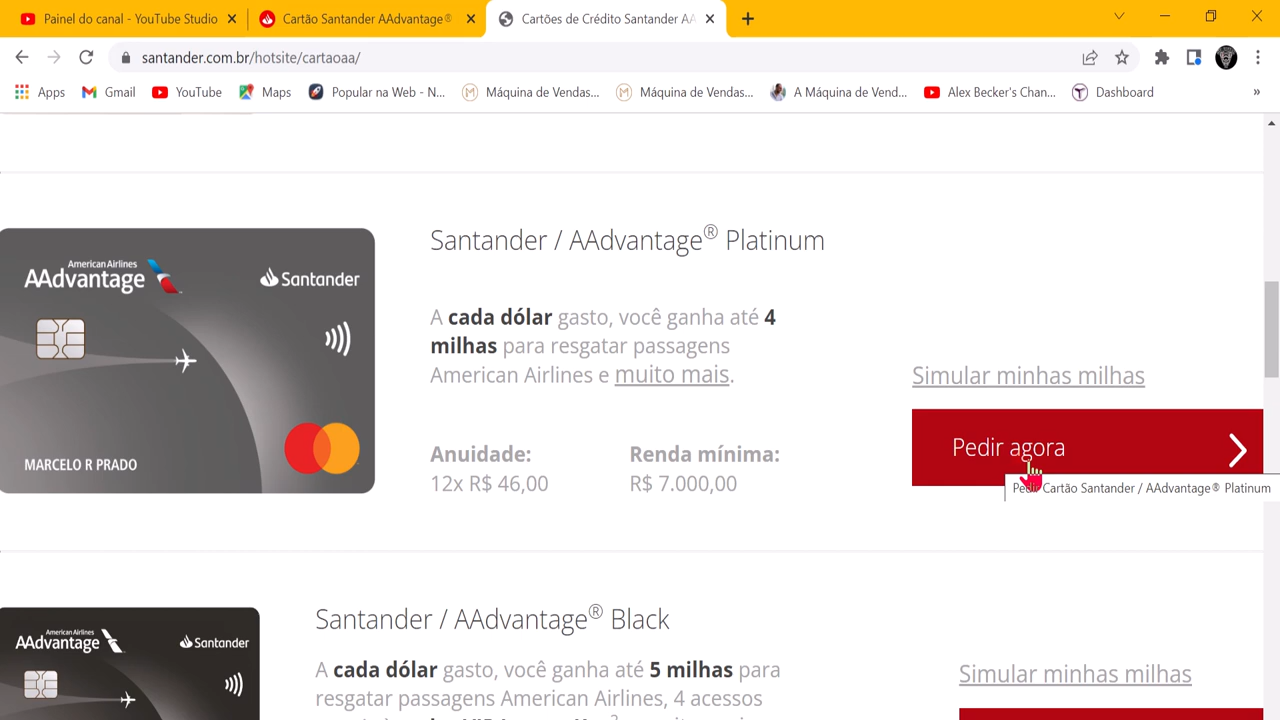 Painel do canal - YouTube Studio
Cartão Santander AAdvantage®
Cartões de Crédito Santander AA
santander.com.br/hotsite/cartaoaa/
Apps
Gmail
YouTube
Maps
Popular na Web - N...
Máquina de Vendas...
Máquina de Vendas...
A Máquina de Vend...
Alex Becker's Chan...
Dashboard
»
American Airlines
AAdvantage
Santander
MARCELO R PRADO
Santander / AAdvantage® Platinum
A cada dólar gasto, você ganha até 4
milhas para resgatar passagens
American Airlines e muito mais.
Anuidade:
12x R$ 46,00
Renda mínima:
R$ 7.000,00
Simular minhas milhas
Pedir agora
Pedir Cartão Santander / AAdvantage® Platinum
American Airlines
AAdvantage
Santander
Santander / AAdvantage® Black
A cada dólar gasto, você ganha até 5 milhas para
resgatar passagens American Airlines, 4 acessos
Simular minhas milhas